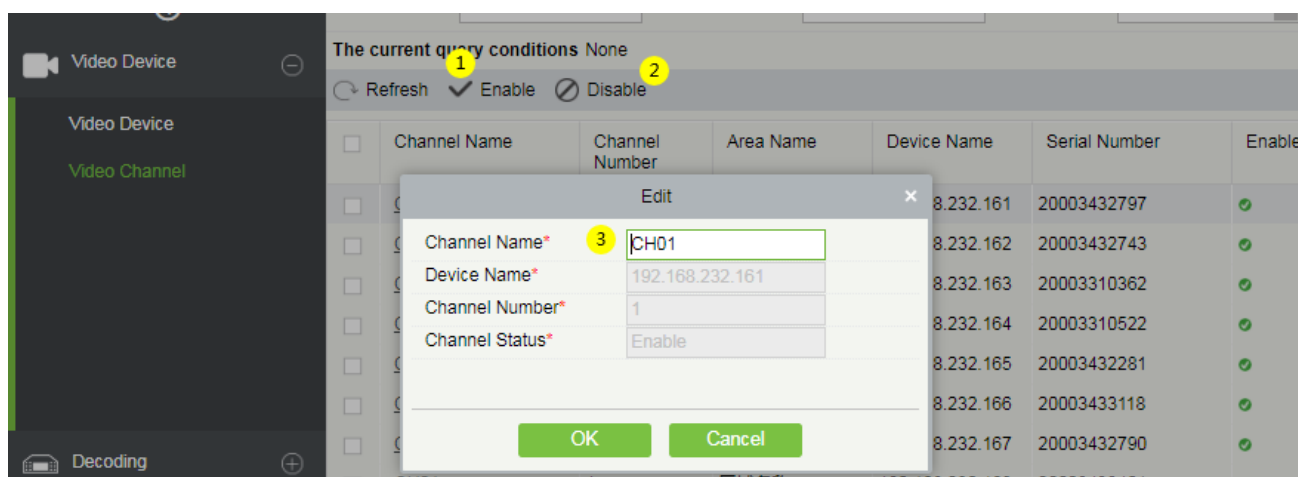 The current query conditions None
1
2
Refresh Enable Disable
Video Device
Video Device
Video Channel
Decoding
Channel Name Channel Number Area Name Device Name Serial Number Enable
Edit
×
Channel Name* 3 CH01
Device Name* 192.168.232.161
Channel Number* 1
Channel Status* Enable
OK Cancel
8.232.161 20003432797
8.232.162 20003432743
8.232.163 20003310362
8.232.164 20003310522
8.232.165 20003432281
8.232.166 20003433118
8.232.167 20003432790